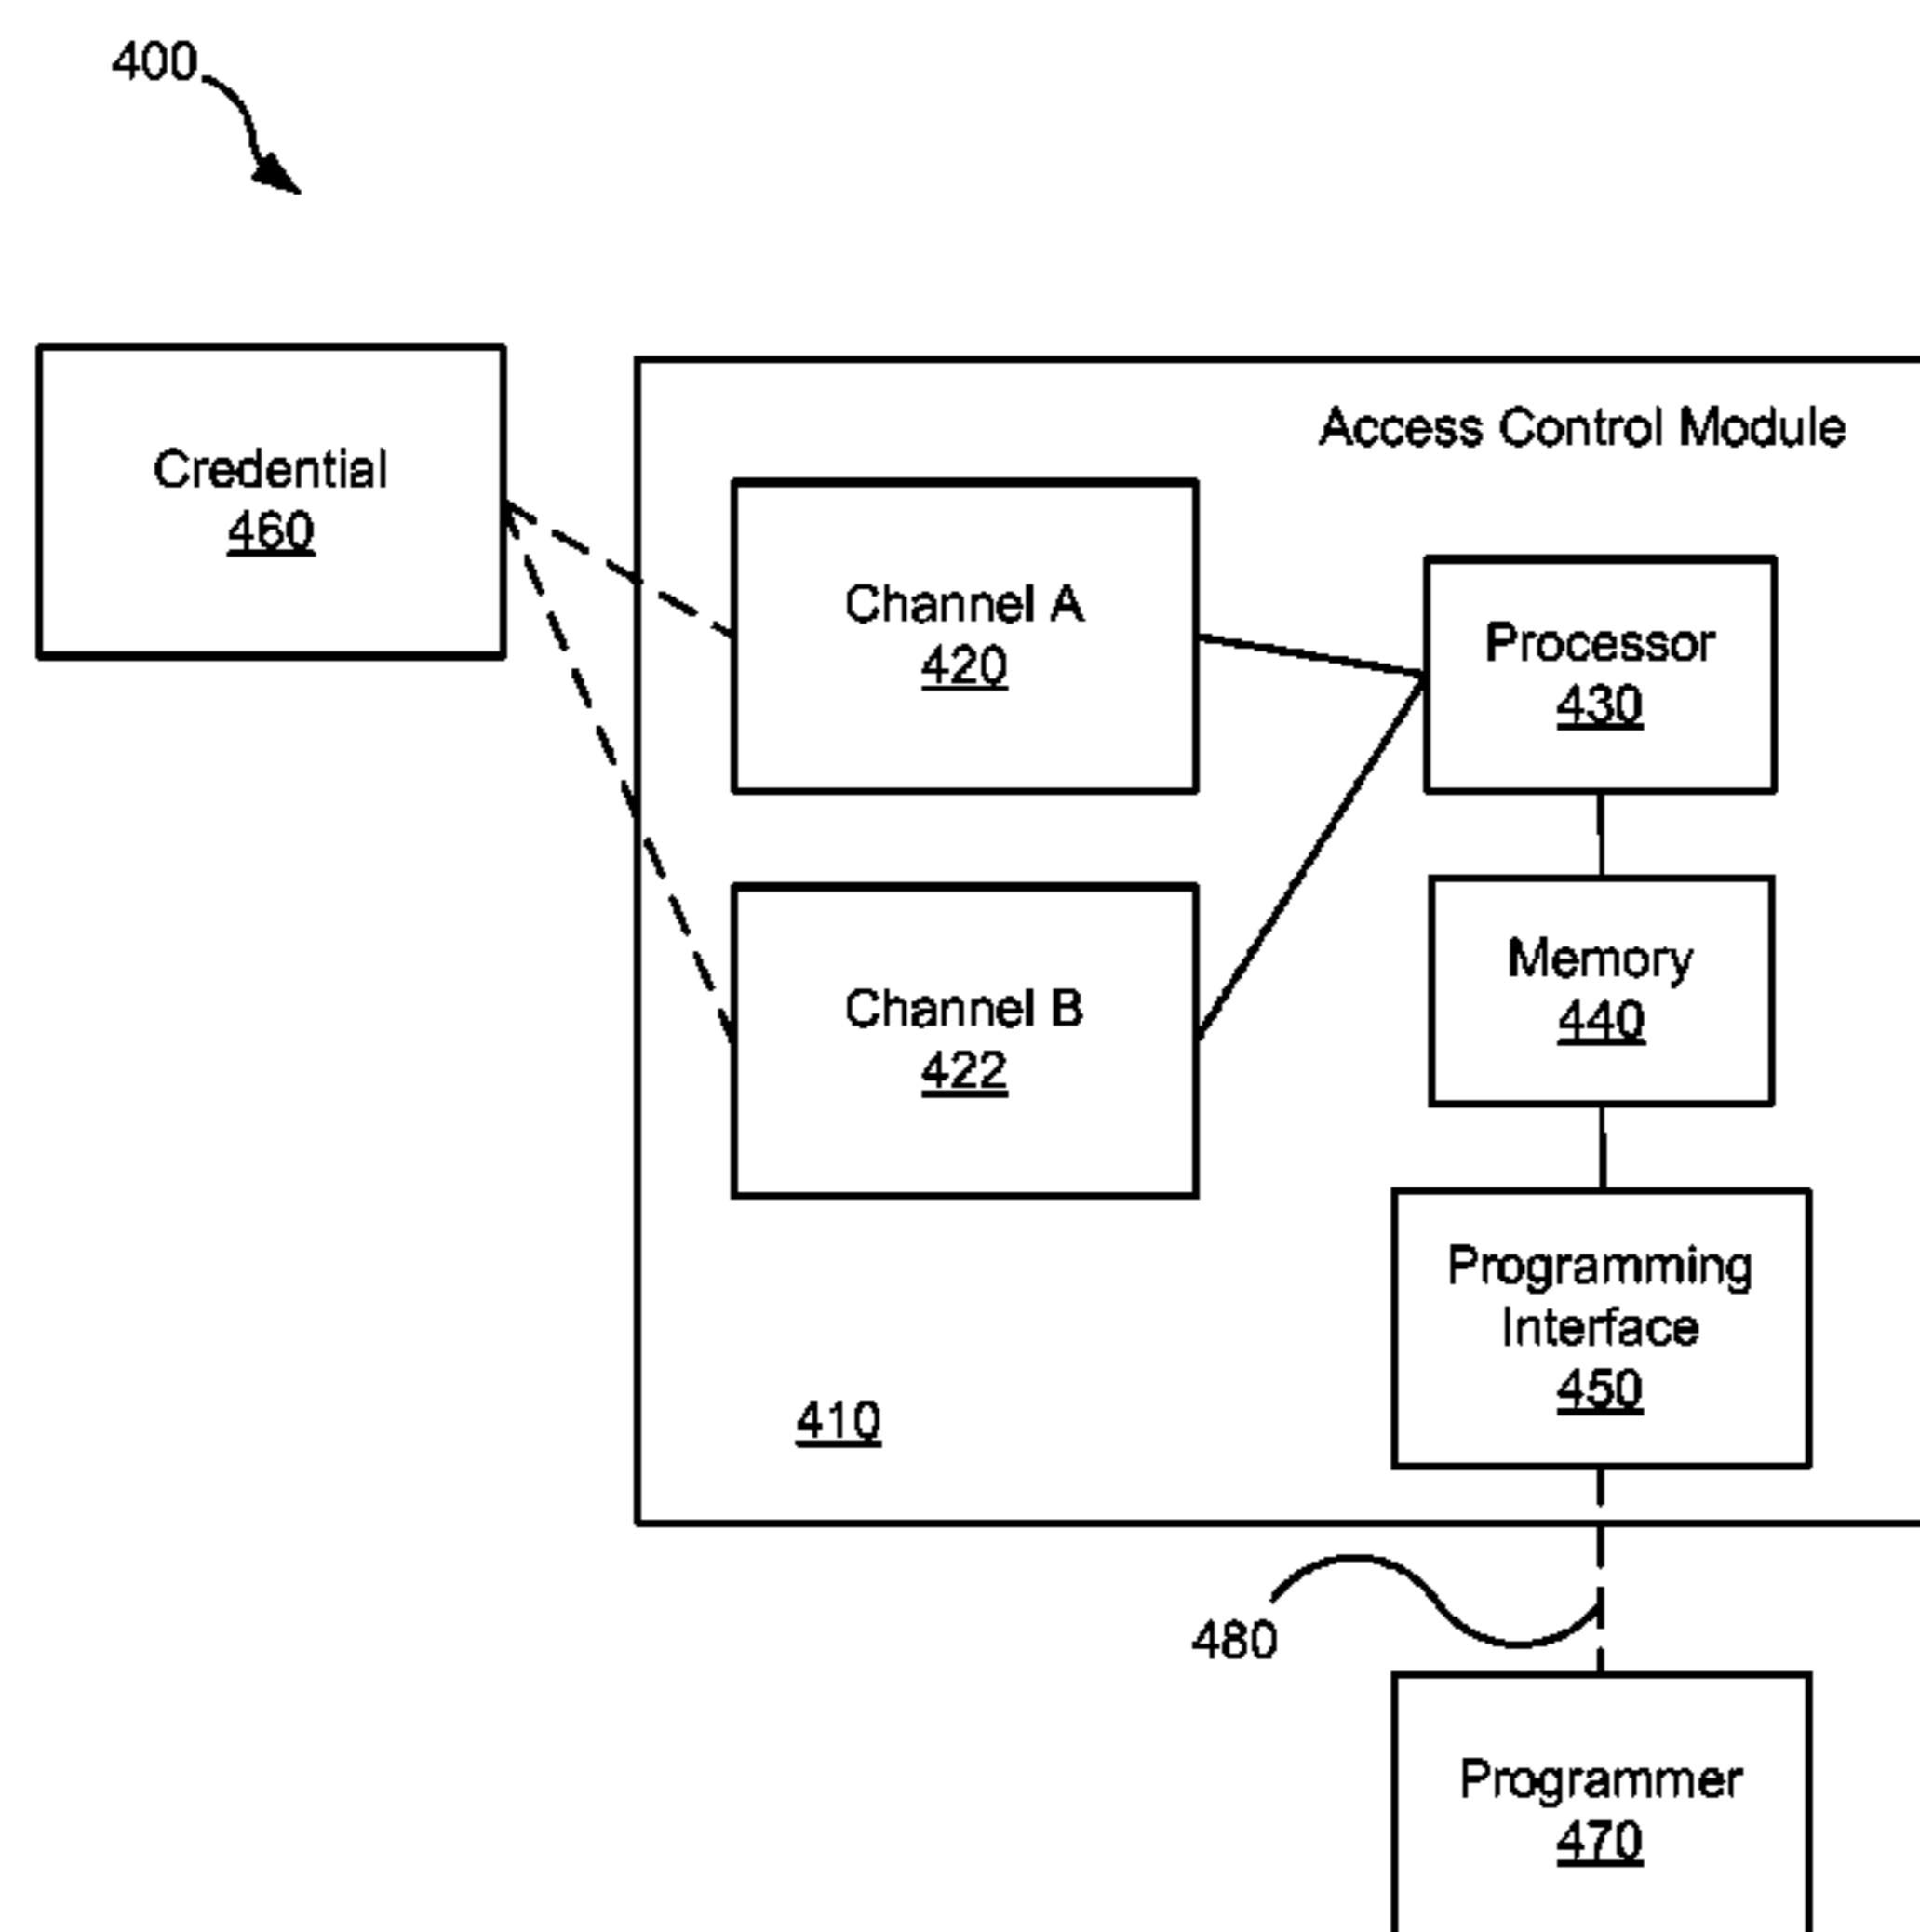 400
Credential
460
Access Control Module
Channel A
420
Processor
430
Memory
440
Channel B
422
Programming
Interface
450
410
480
Programmer
470